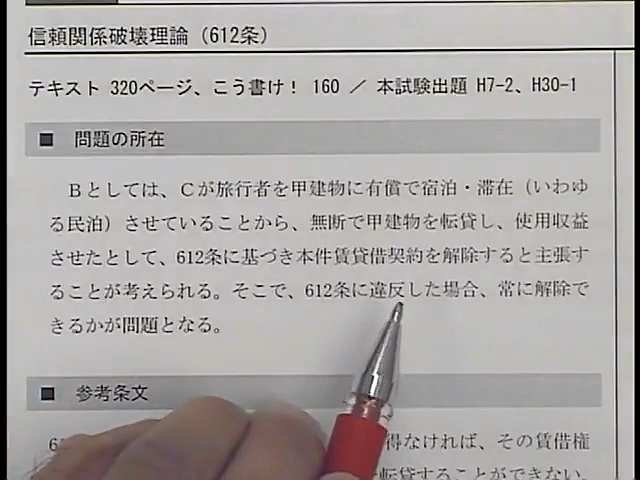 信頼関係破壊理論（612条）
テキスト 320ページ、こう書け！ 160 ／ 本試験出題 H7-2、H30-1
■ 問題の所在
Ｂとしては、Ｃが旅行者を甲建物に有償で宿泊・滞在（いわゆ
る民泊）させていることから、無断で甲建物を転貸し、使用収益
させたとして、612条に基づき本件賃貸借契約を解除すると主張す
ることが考えられる。そこで、612条に違反した場合、常に解除で
きるかが問題となる。
■ 参考条文
得なければ、その賃借権
転貸することができない。